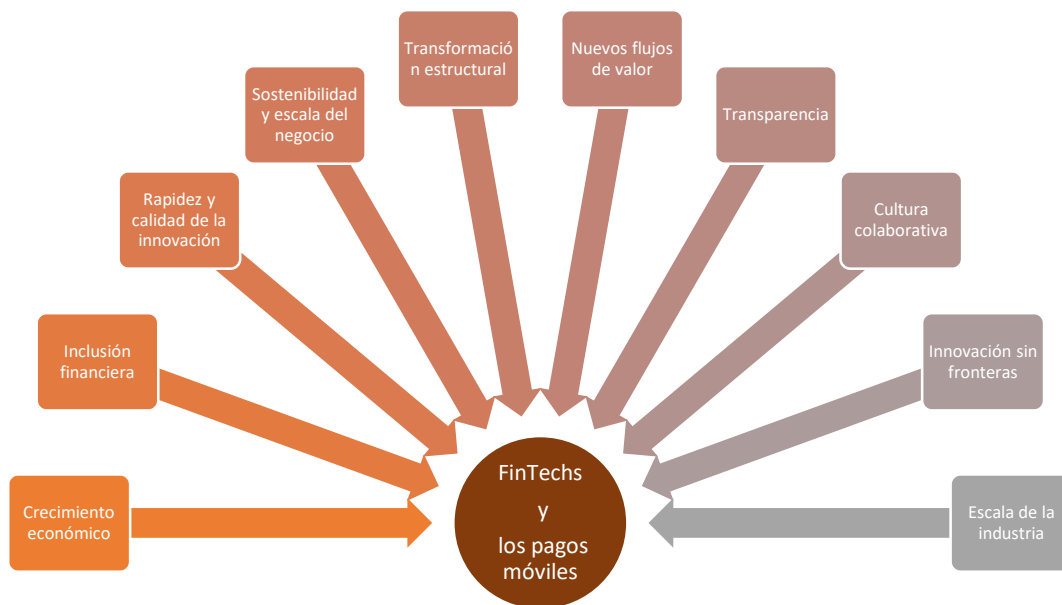 Crecimiento
económico
Inclusión
financiera
Rapidez y
calidad de la
innovación
Sostenibilidad
y escala del
negocio
Transformació
n estructural
Nuevos flujos
de valor
Transparencia
Cultura
colaborativa
Innovación sin
fronteras
Escala de la
industria
FinTechs
y
los pagos
móviles